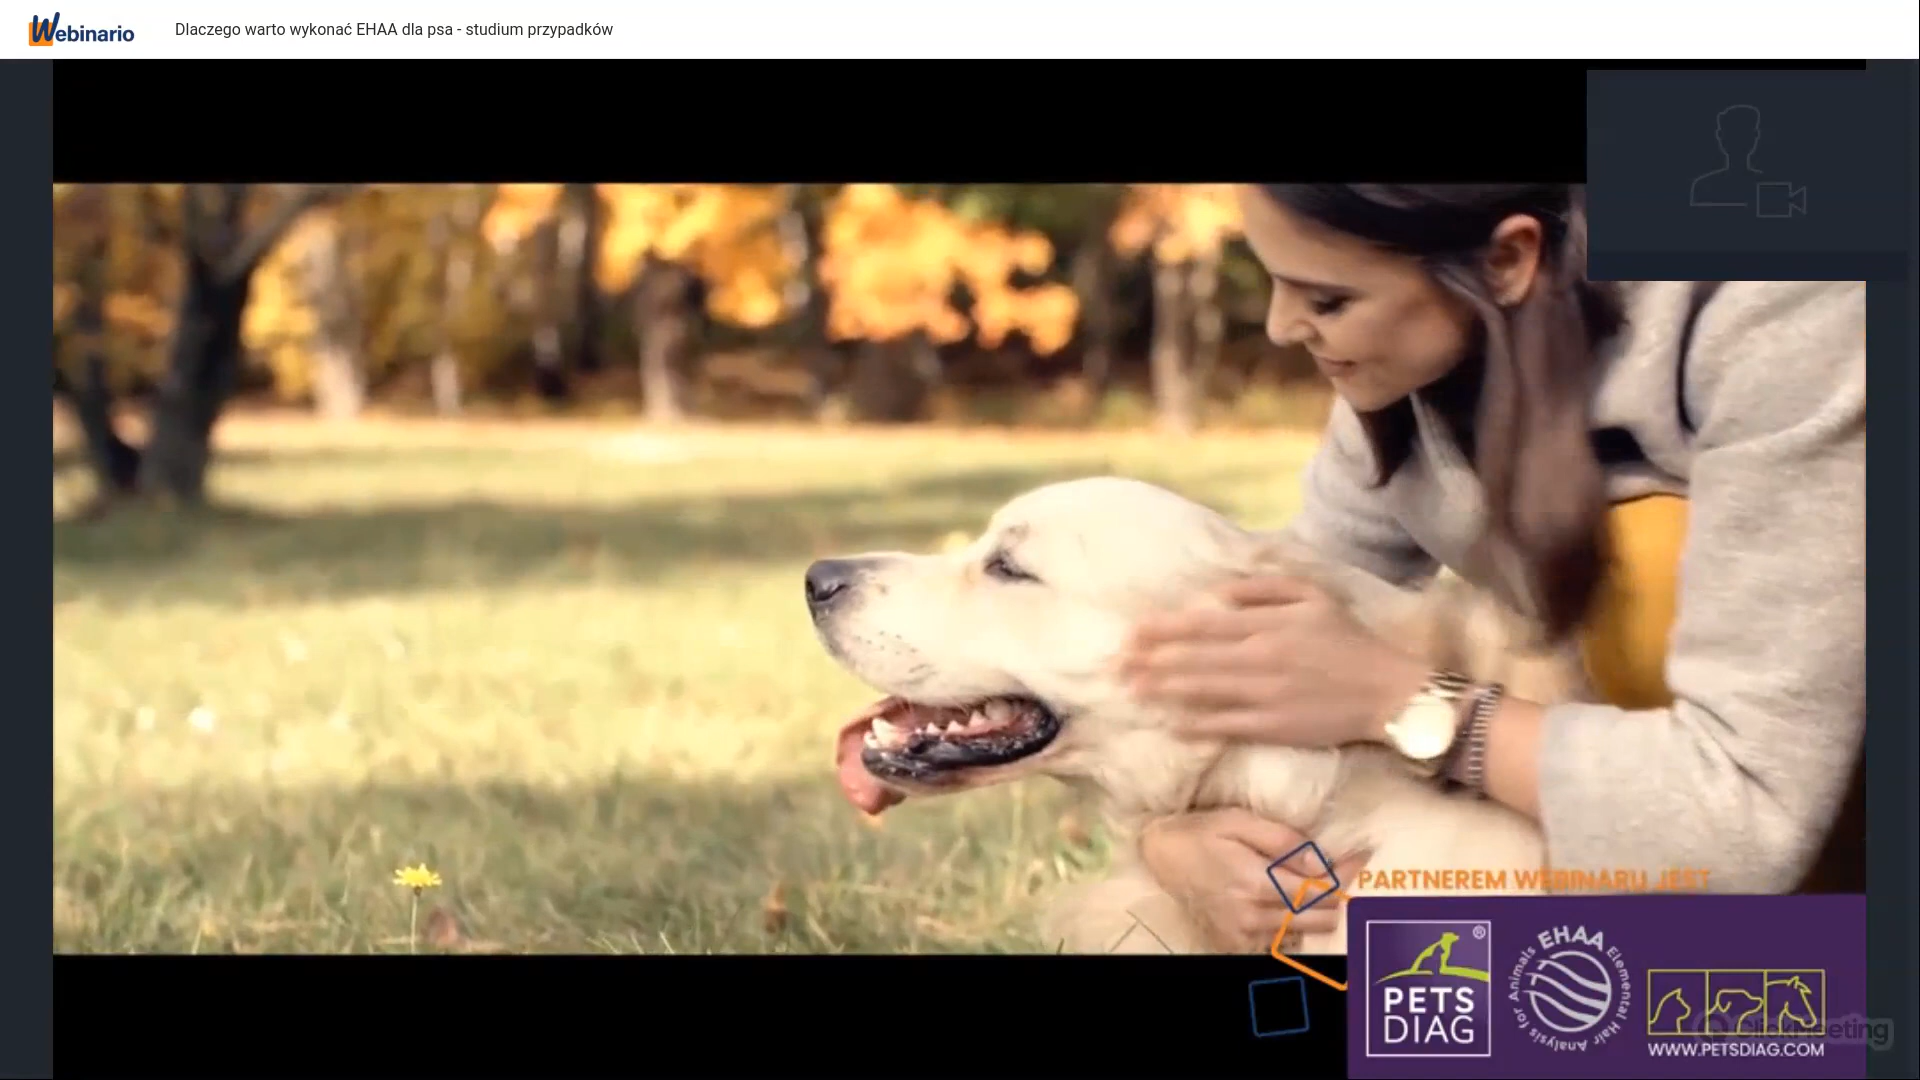 Webinario
Dlaczego warto wykonać EHAA dla psa - studium przypadków
PARTNEREM WEBINARU JEST
PETS
DIAG
®
EHAA Elemental Hair Analysis for Animals
WWW.PETSDIAG.COM
ClickMeeting